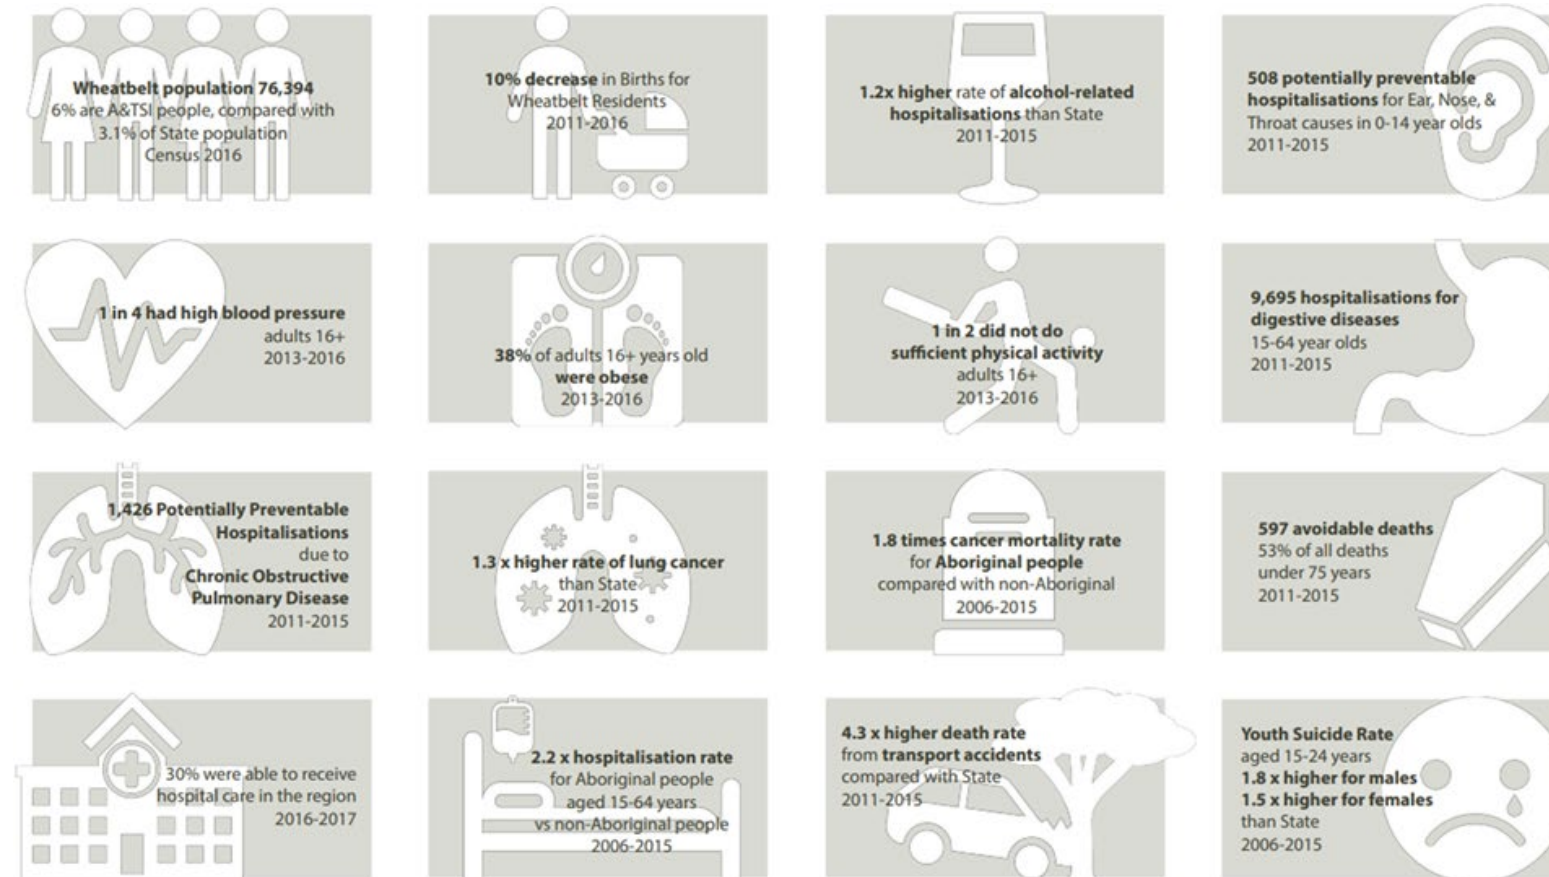 Wheatbelt population 76,394
6% are A&TSI people, compared with
3.1% of State population
Census 2016
10% decrease in Births for
Wheatbelt Residents
2011-2016
1.2x higher rate of alcohol-related
hospitalisations than State
2011-2015
508 potentially preventable
hospitalisations for Ear, Nose, &
Throat causes in 0-14 year olds
2011-2015
1 in 4 had high blood pressure
adults 16+
2013-2016
38% of adults 16+ years old
were obese
2013-2016
1 in 2 did not do
sufficient physical activity
adults 16+
2013-2016
9,695 hospitalisations for
digestive diseases
15-64 year olds
2011-2015
1,426 Potentially Preventable
Hospitalisations
due to
Chronic Obstructive
Pulmonary Disease
2011-2015
1.3 x higher rate of lung cancer
than State
2011-2015
1.8 times cancer mortality rate
for Aboriginal people
compared with non-Aboriginal
2006-2015
597 avoidable deaths
53% of all deaths
under 75 years
2011-2015
30% were able to receive
hospital care in the region
2016-2017
2.2 x hospitalisation rate
for Aboriginal people
aged 15-64 years
vs non-Aboriginal people
2006-2015
4.3 x higher death rate
from transport accidents
compared with State
2011-2015
Youth Suicide Rate
aged 15-24 years
1.8 x higher for males
1.5 x higher for females
than State
2006-2015